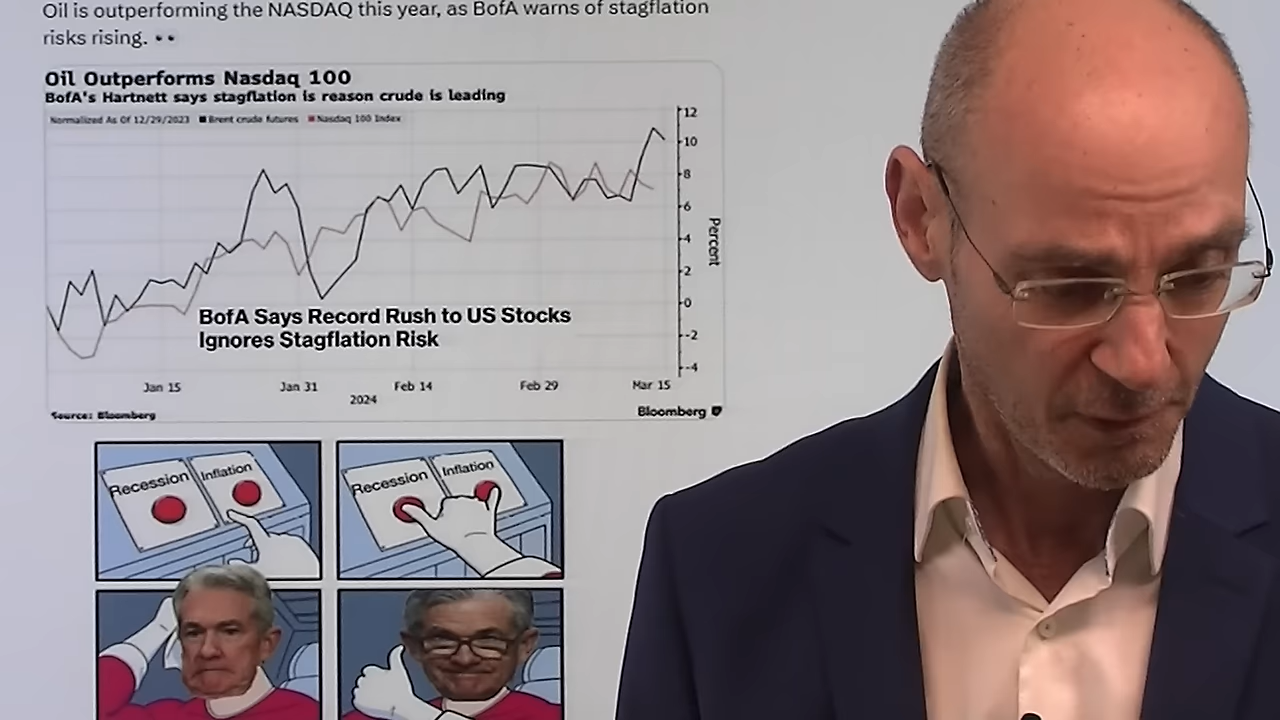 Oil is outperforming the NASDAQ this year, as BofA warns of stagflation
risks rising.
Oil Outperforms Nasdaq 100
BofA's Hartnett says stagflation is reason crude is leading
Normalized As Of 12/29/2023 Brent crude futures Nasdaq 100 Index
12
10
8
6
4
2
0
-2
-4
Percent
BofA Says Record Rush to US Stocks
Ignores Stagflation Risk
Jan 15 Jan 31 Feb 14 Feb 29 Mar 15
2024
Source: Bloomberg
Bloomberg
Recession Inflation
Recession Inflation